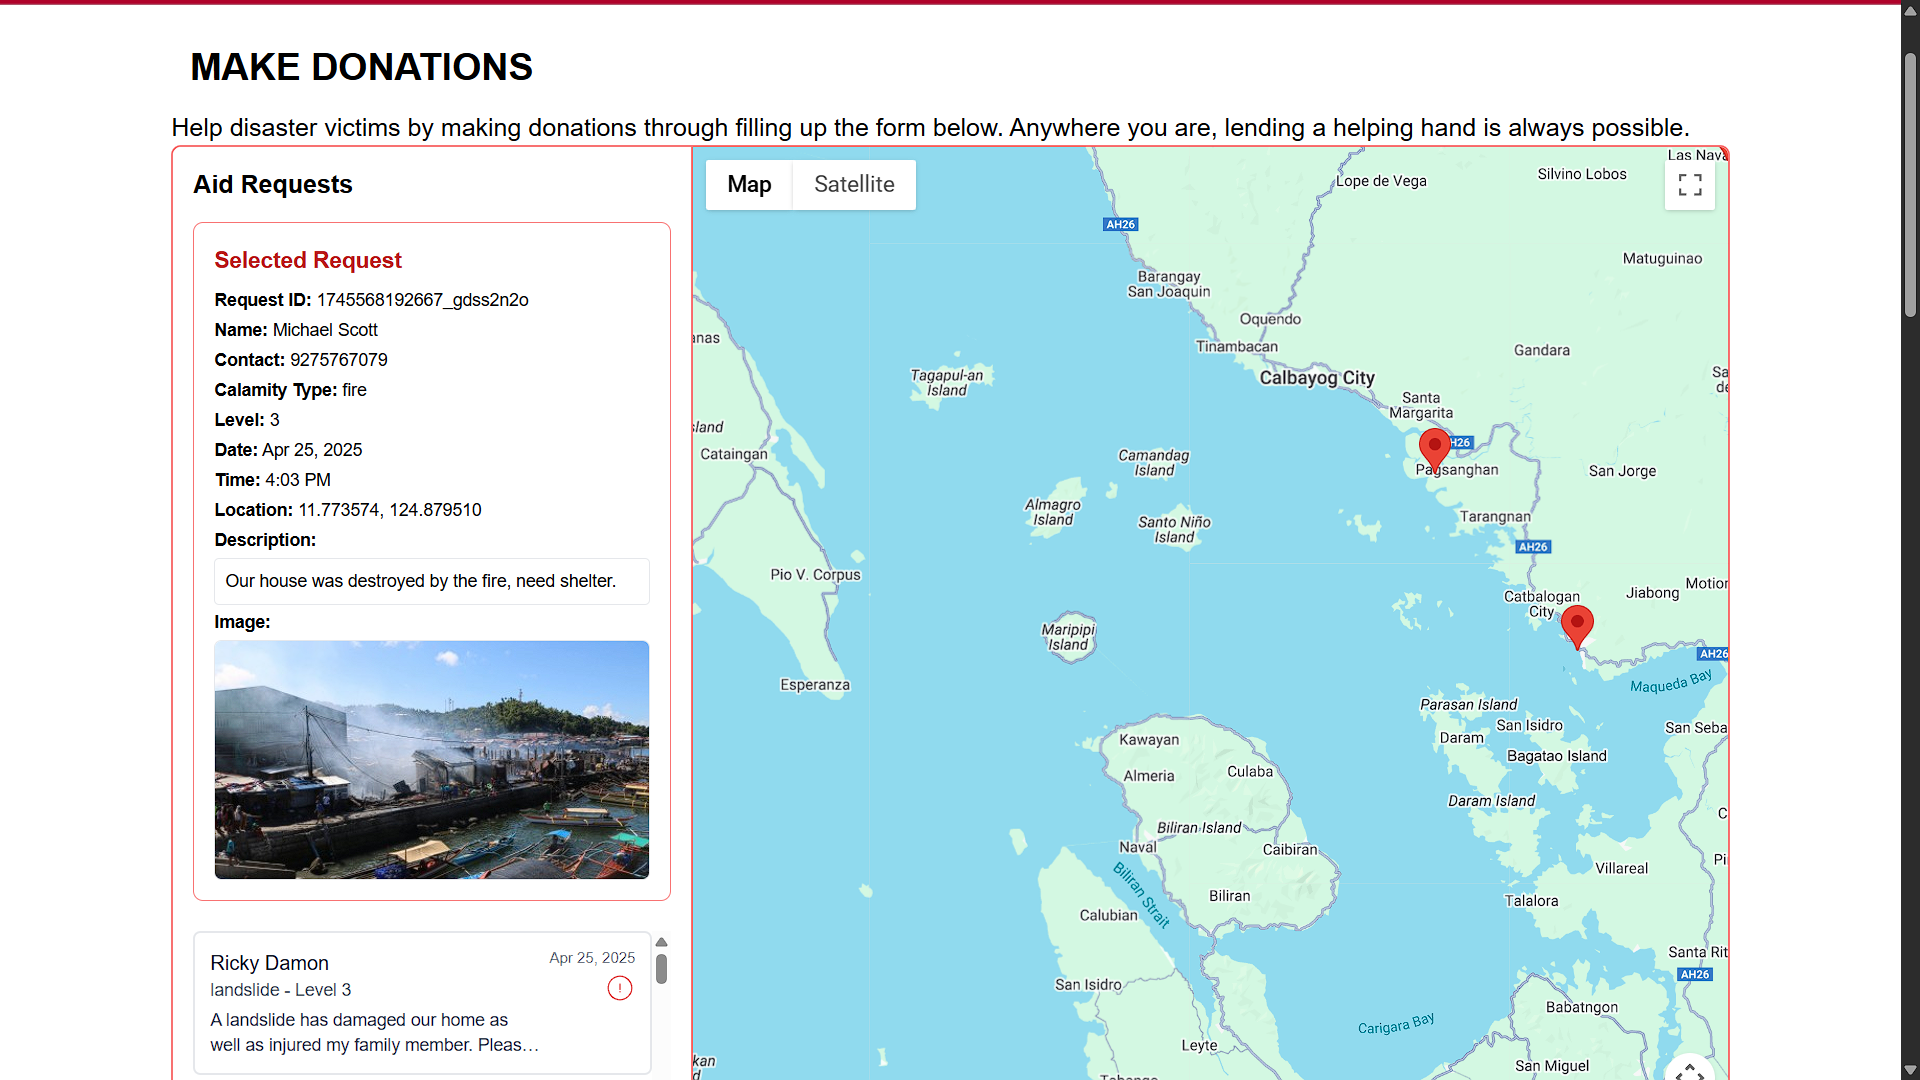 MAKE DONATIONS
Help disaster victims by making donations through filling up the form below. Anywhere you are, lending a helping hand is always possible.
Aid Requests
Selected Request
Request ID: 1745568192667_gdss2n2o
Name: Michael Scott
Contact: 9275767079
Calamity Type: fire
Level: 3
Date: Apr 25, 2025
Time: 4:03 PM
Location: 11.773574, 124.879510
Description:
Our house was destroyed by the fire, need shelter.
Image:
Ricky Damon
Apr 25, 2025
landslide - Level 3
!
A landslide has damaged our home as
well as injured my family member. Pleas…
Map
Satellite
Las Nava
Lope de Vega
Silvino Lobos
AH26
Matuguinao
Barangay
San Joaquin
Oquendo
Tinambacan
anas
Gandara
Calbayog City
Tagapul-an
Island
Sa
de
Santa
Margarita
sland
Cataingan
H26
Camandag
Island
Pagsanghan
San Jorge
Almagro
Island
Santo Niño
Island
Tarangnan
AH26
Pio V. Corpus
Motion
Jiabong
Catbalogan
City
Maripipi
Island
AH26
Maqueda Bay
Esperanza
Parasan Island
San Isidro
San Seba
Daram
Kawayan
Bagatao Island
Almeria
Culaba
Daram Island
C
Biliran Island
Naval
Caibiran
Pi
Villareal
Biliran Strait
Biliran
Talalora
Calubian
Santa Rit
AH26
San Isidro
Babatngon
Carigara Bay
Leyte
kan
d
San Miguel
Tabango